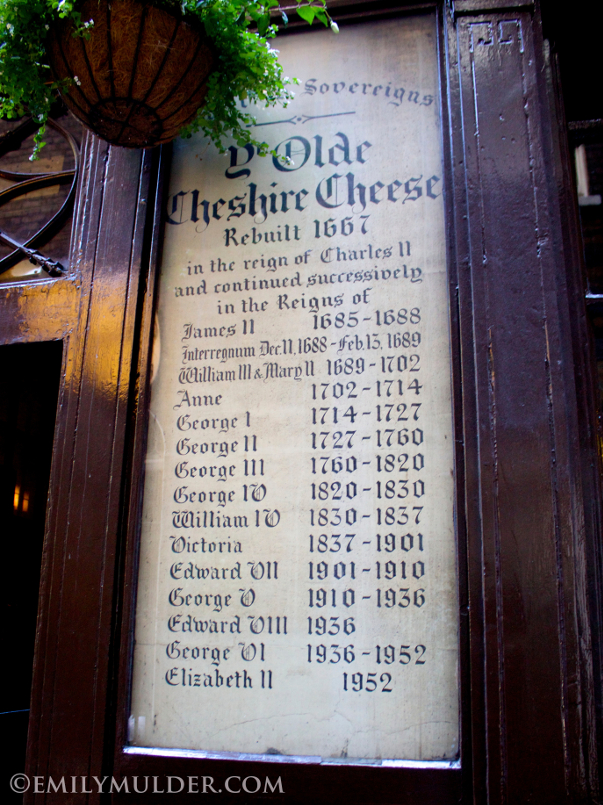 Sovereigns
Ye Olde
Cheshire Cheese
Rebuilt 1667
in the reign of Charles II
and continued successively
in the Reigns of
James II 1685-1688
Interregnum Dec.11, 1688-Feb.13, 1689
William III & Mary II 1689-1702
Anne 1702-1714
George I 1714-1727
George II 1727-1760
George III 1760-1820
George IV 1820-1830
William IV 1830-1837
Victoria 1837-1901
Edward VII 1901-1910
George V 1910-1936
Edward VIII 1936
George VI 1936-1952
Elizabeth II 1952
©EMILYMULDER.COM